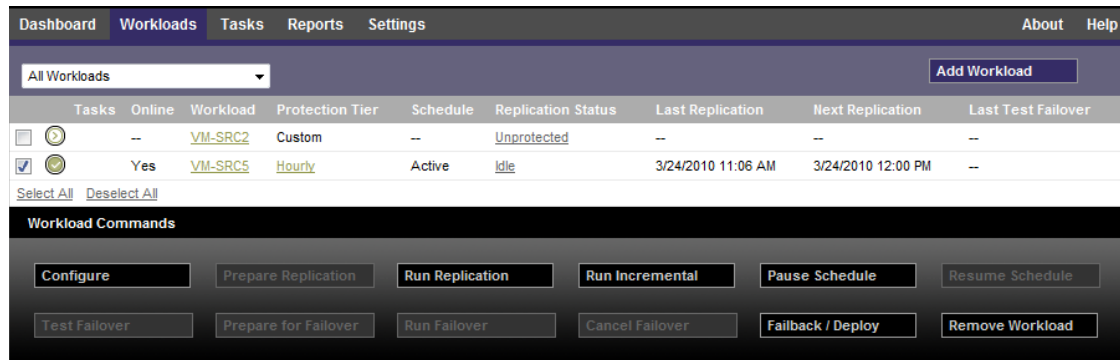 Dashboard Workloads Tasks Reports Settings About Help
All Workloads Add Workload
Tasks Online Workload Protection Tier Schedule Replication Status Last Replication Next Replication Last Test Failover
-- VM-SRC2 Custom -- Unprotected -- -- --
Yes VM-SRC5 Hourly Active Idle 3/24/2010 11:06 AM 3/24/2010 12:00 PM --
Select All Deselect All
Workload Commands
Configure Prepare Replication Run Replication Run Incremental Pause Schedule Resume Schedule
Test Failover Prepare for Failover Run Failover Cancel Failover Failback / Deploy Remove Workload